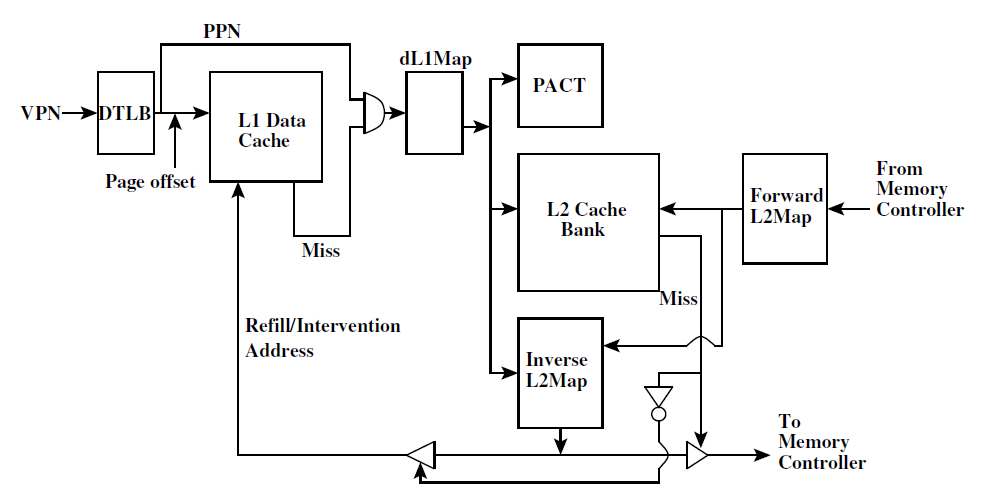 PPN
dL1Map
PACT
VPN
DTLB
L1 Data
Cache
Page offset
Miss
L2 Cache
Bank
Forward
L2Map
From
Memory
Controller
Miss
Refill/Intervention
Address
Inverse
L2Map
To
Memory
Controller